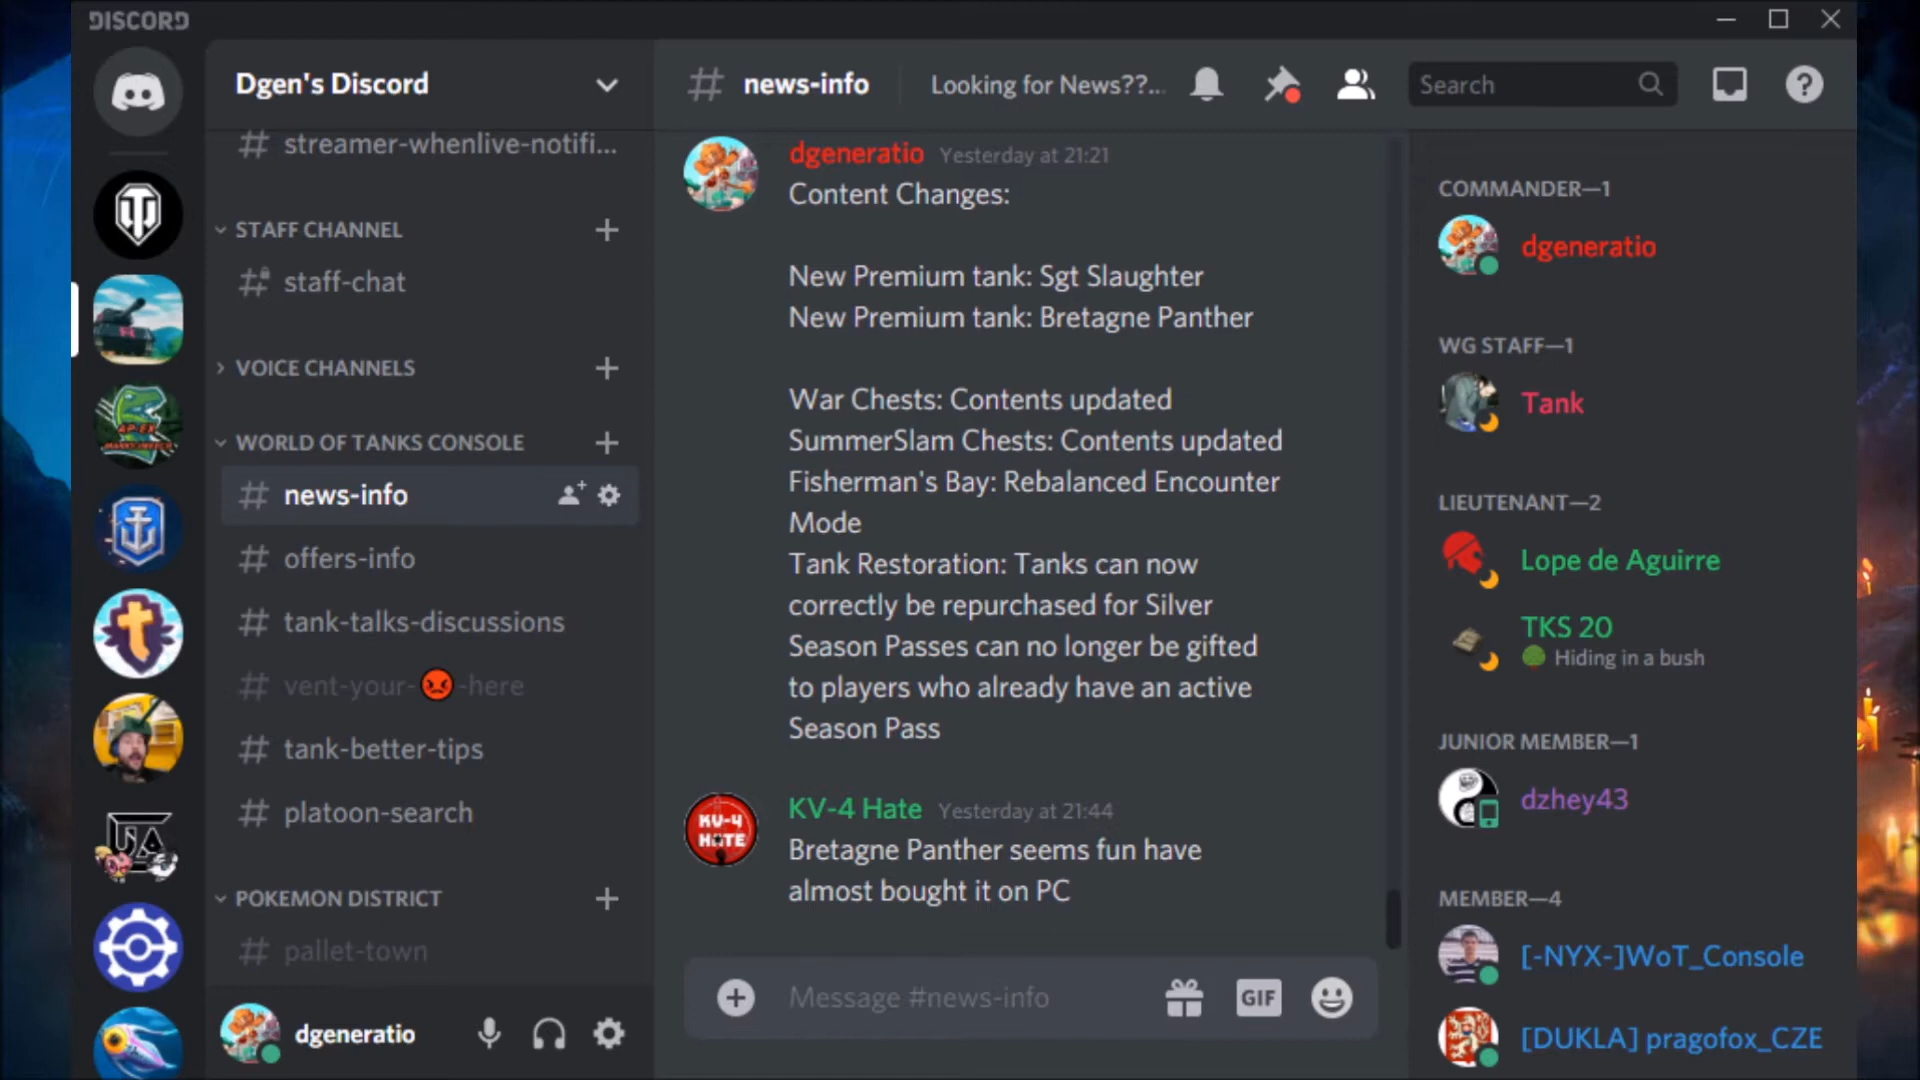 DISCORD
Dgen's Discord
streamer-whenlive-notifi...
STAFF CHANNEL
staff-chat
VOICE CHANNELS
WORLD OF TANKS CONSOLE
news-info
offers-info
tank-talks-discussions
vent-your-😡-here
tank-better-tips
platoon-search
POKEMON DISTRICT
pallet-town
dgeneratio
news-info
Looking for News??...
Search
dgeneratio Yesterday at 21:21
Content Changes:
New Premium tank: Sgt Slaughter
New Premium tank: Bretagne Panther
War Chests: Contents updated
SummerSlam Chests: Contents updated
Fisherman's Bay: Rebalanced Encounter
Mode
Tank Restoration: Tanks can now
correctly be repurchased for Silver
Season Passes can no longer be gifted
to players who already have an active
Season Pass
KV-4
HATE
KV-4 Hate Yesterday at 21:44
Bretagne Panther seems fun have
almost bought it on PC
Message #news-info
GIF
COMMANDER—1
dgeneratio
WG STAFF—1
Tank
LIEUTENANT—2
Lope de Aguirre
TKS 20
Hiding in a bush
JUNIOR MEMBER—1
dzhey43
MEMBER—4
[-NYX-]WoT_Console
[DUKLA] pragofox_CZE